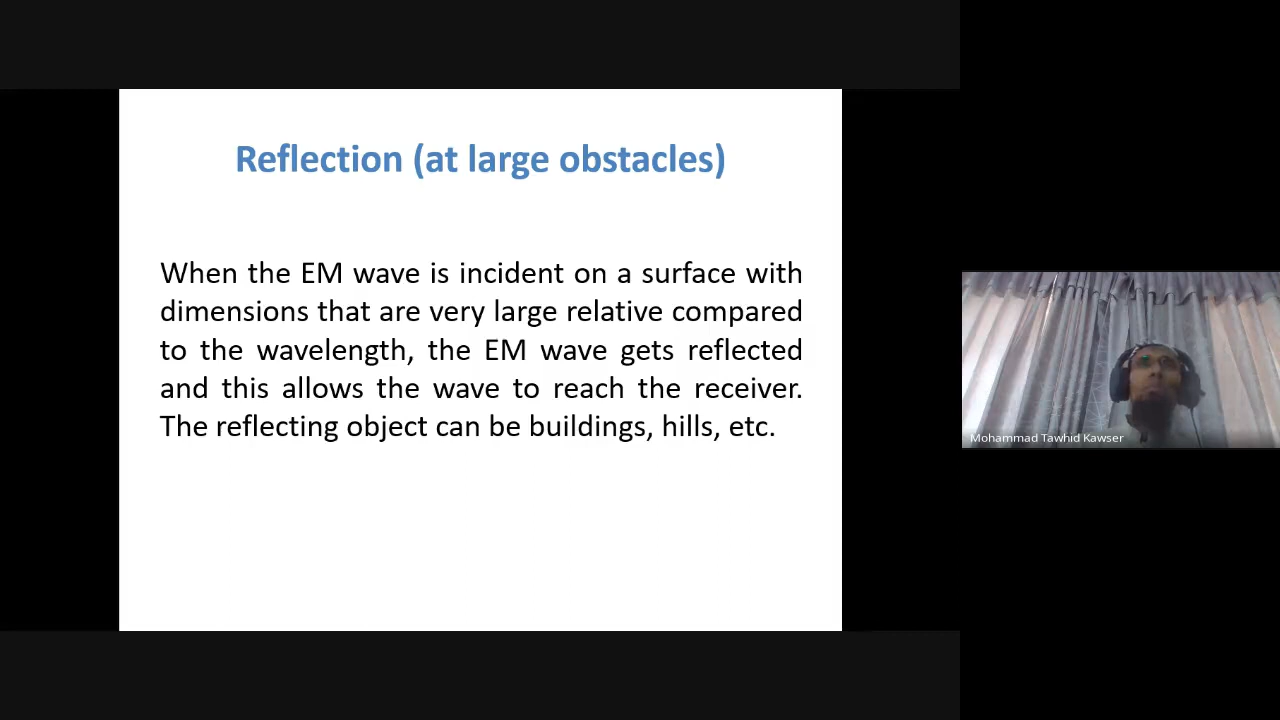 Reflection (at large obstacles)
When the EM wave is incident on a surface with
dimensions that are very large relative compared
to the wavelength, the EM wave gets reflected
and this allows the wave to reach the receiver.
The reflecting object can be buildings, hills, etc.
Mohammad Tawhid Kawser